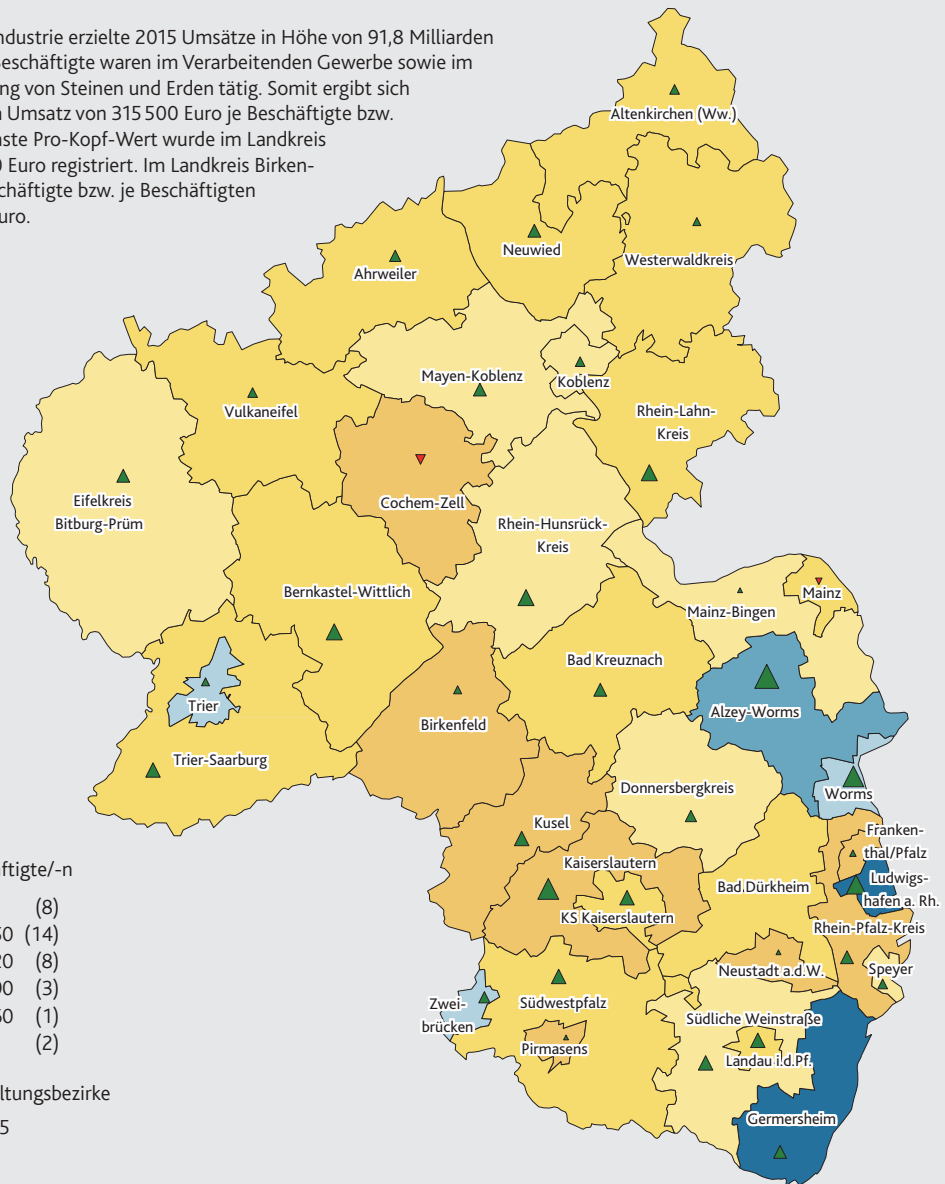 ndustrie erzielte 2015 Umsätze in Höhe von 91,8 Milliarden
Beschäftigte waren im Verarbeitenden Gewerbe sowie im
ng von Steinen und Erden tätig. Somit ergibt sich
Umsatz von 315 500 Euro je Beschäftigte bzw.
nste Pro-Kopf-Wert wurde im Landkreis
0 Euro registriert. Im Landkreis Birken-
chäftigte bzw. je Beschäftigten
uro.
Altenkirchen (Ww.)
Neuwied
Westerwaldkreis
Ahrweiler
Mayen-Koblenz
Koblenz
Vulkaneifel
Rhein-Lahn-
Kreis
Cochem-Zell
Eifelkreis
Bitburg-Prüm
Rhein-Hunsrück-
Kreis
Bernkastel-Wittlich
Mainz-Bingen
Mainz
Bad Kreuznach
Trier
Birkenfeld
Alzey-Worms
Trier-Saarburg
Donnersbergkreis
Worms
Kusel
Franken-
thal/Pfalz
Kaiserslautern
Ludwigs-
hafen a. Rh.
Bad Dürkheim
KS Kaiserslautern
Rhein-Pfalz-Kreis
Neustadt a.d.W.
Speyer
Zwei-
brücken
Südwestpfalz
Südliche Weinstraße
Pirmasens
Landau i.d.Pf.
Germersheim
ftigte/-n
(8)
50 (14)
20 (8)
00 (3)
50 (1)
(2)
ltungsbezirke
5